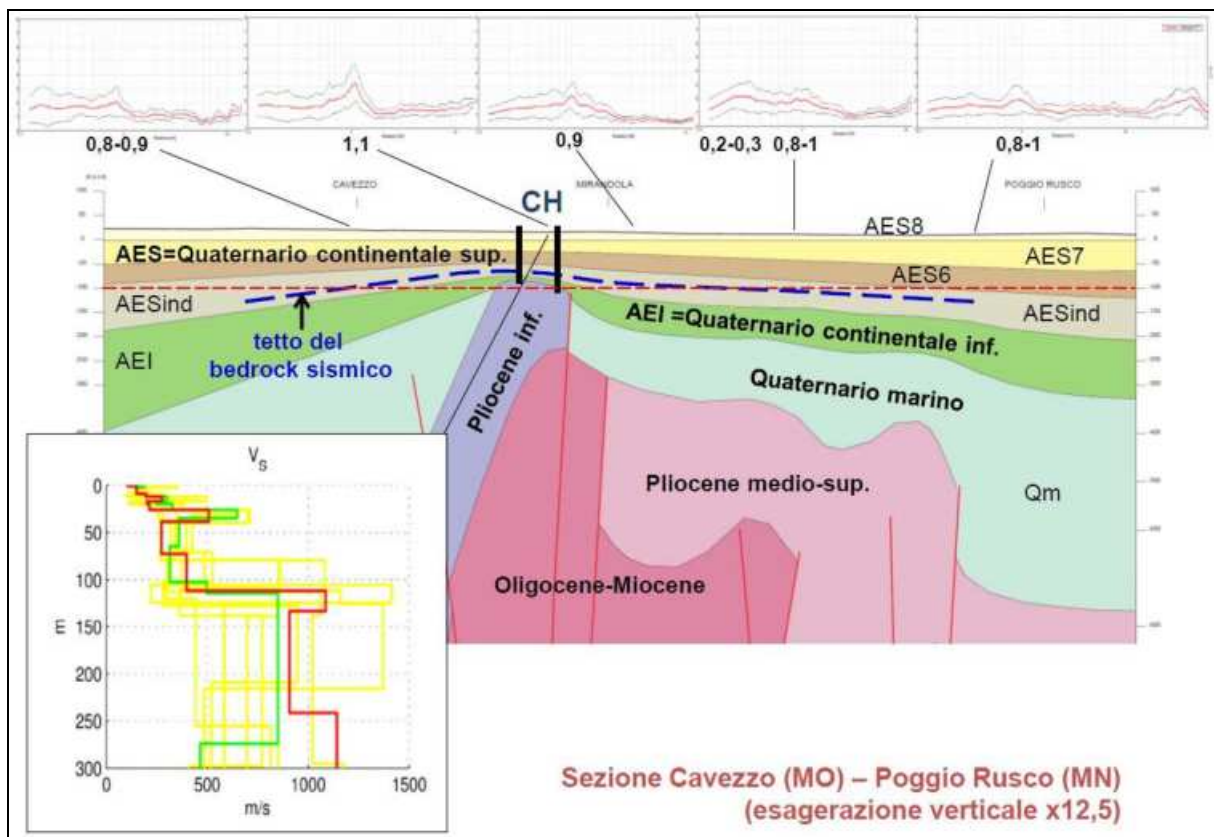 0,8-0,9
1,1
0,9
0,2-0,3 0,8-1
0,8-1
CAVEZZO
MIRANDOLA
POGGIO RUSCO
CH
AES8
AES=Quaternario continentale sup.
AES7
AES6
AESind
AESind
AEI
tetto del
bedrock sismico
Pliocene inf.
AEI =Quaternario continentale inf.
Quaternario marino
Pliocene medio-sup.
Qm
Oligocene-Miocene
Vs
0
50
100
150
200
250
300
m
0 500 1000 1500
m/s
Sezione Cavezzo (MO) – Poggio Rusco (MN)
(esagerazione verticale x12,5)